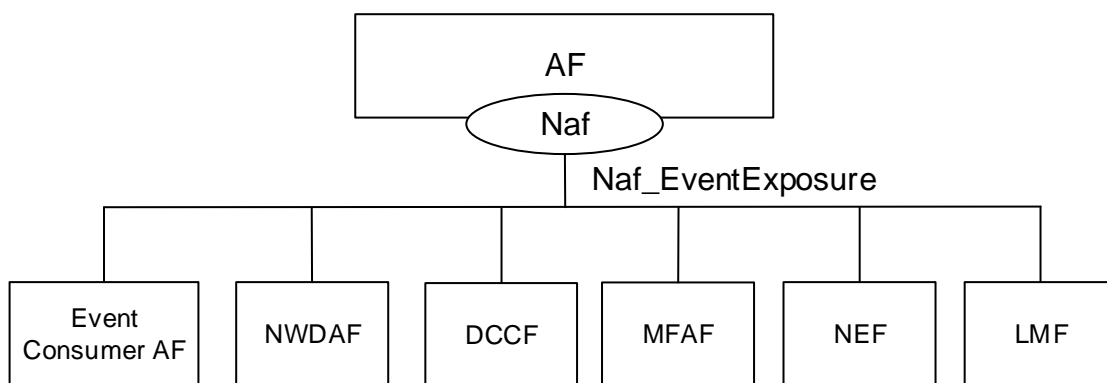 AF
Naf
Naf_EventExposure
Event
Consumer AF
NWDAF
DCCF
MFAF
NEF
LMF